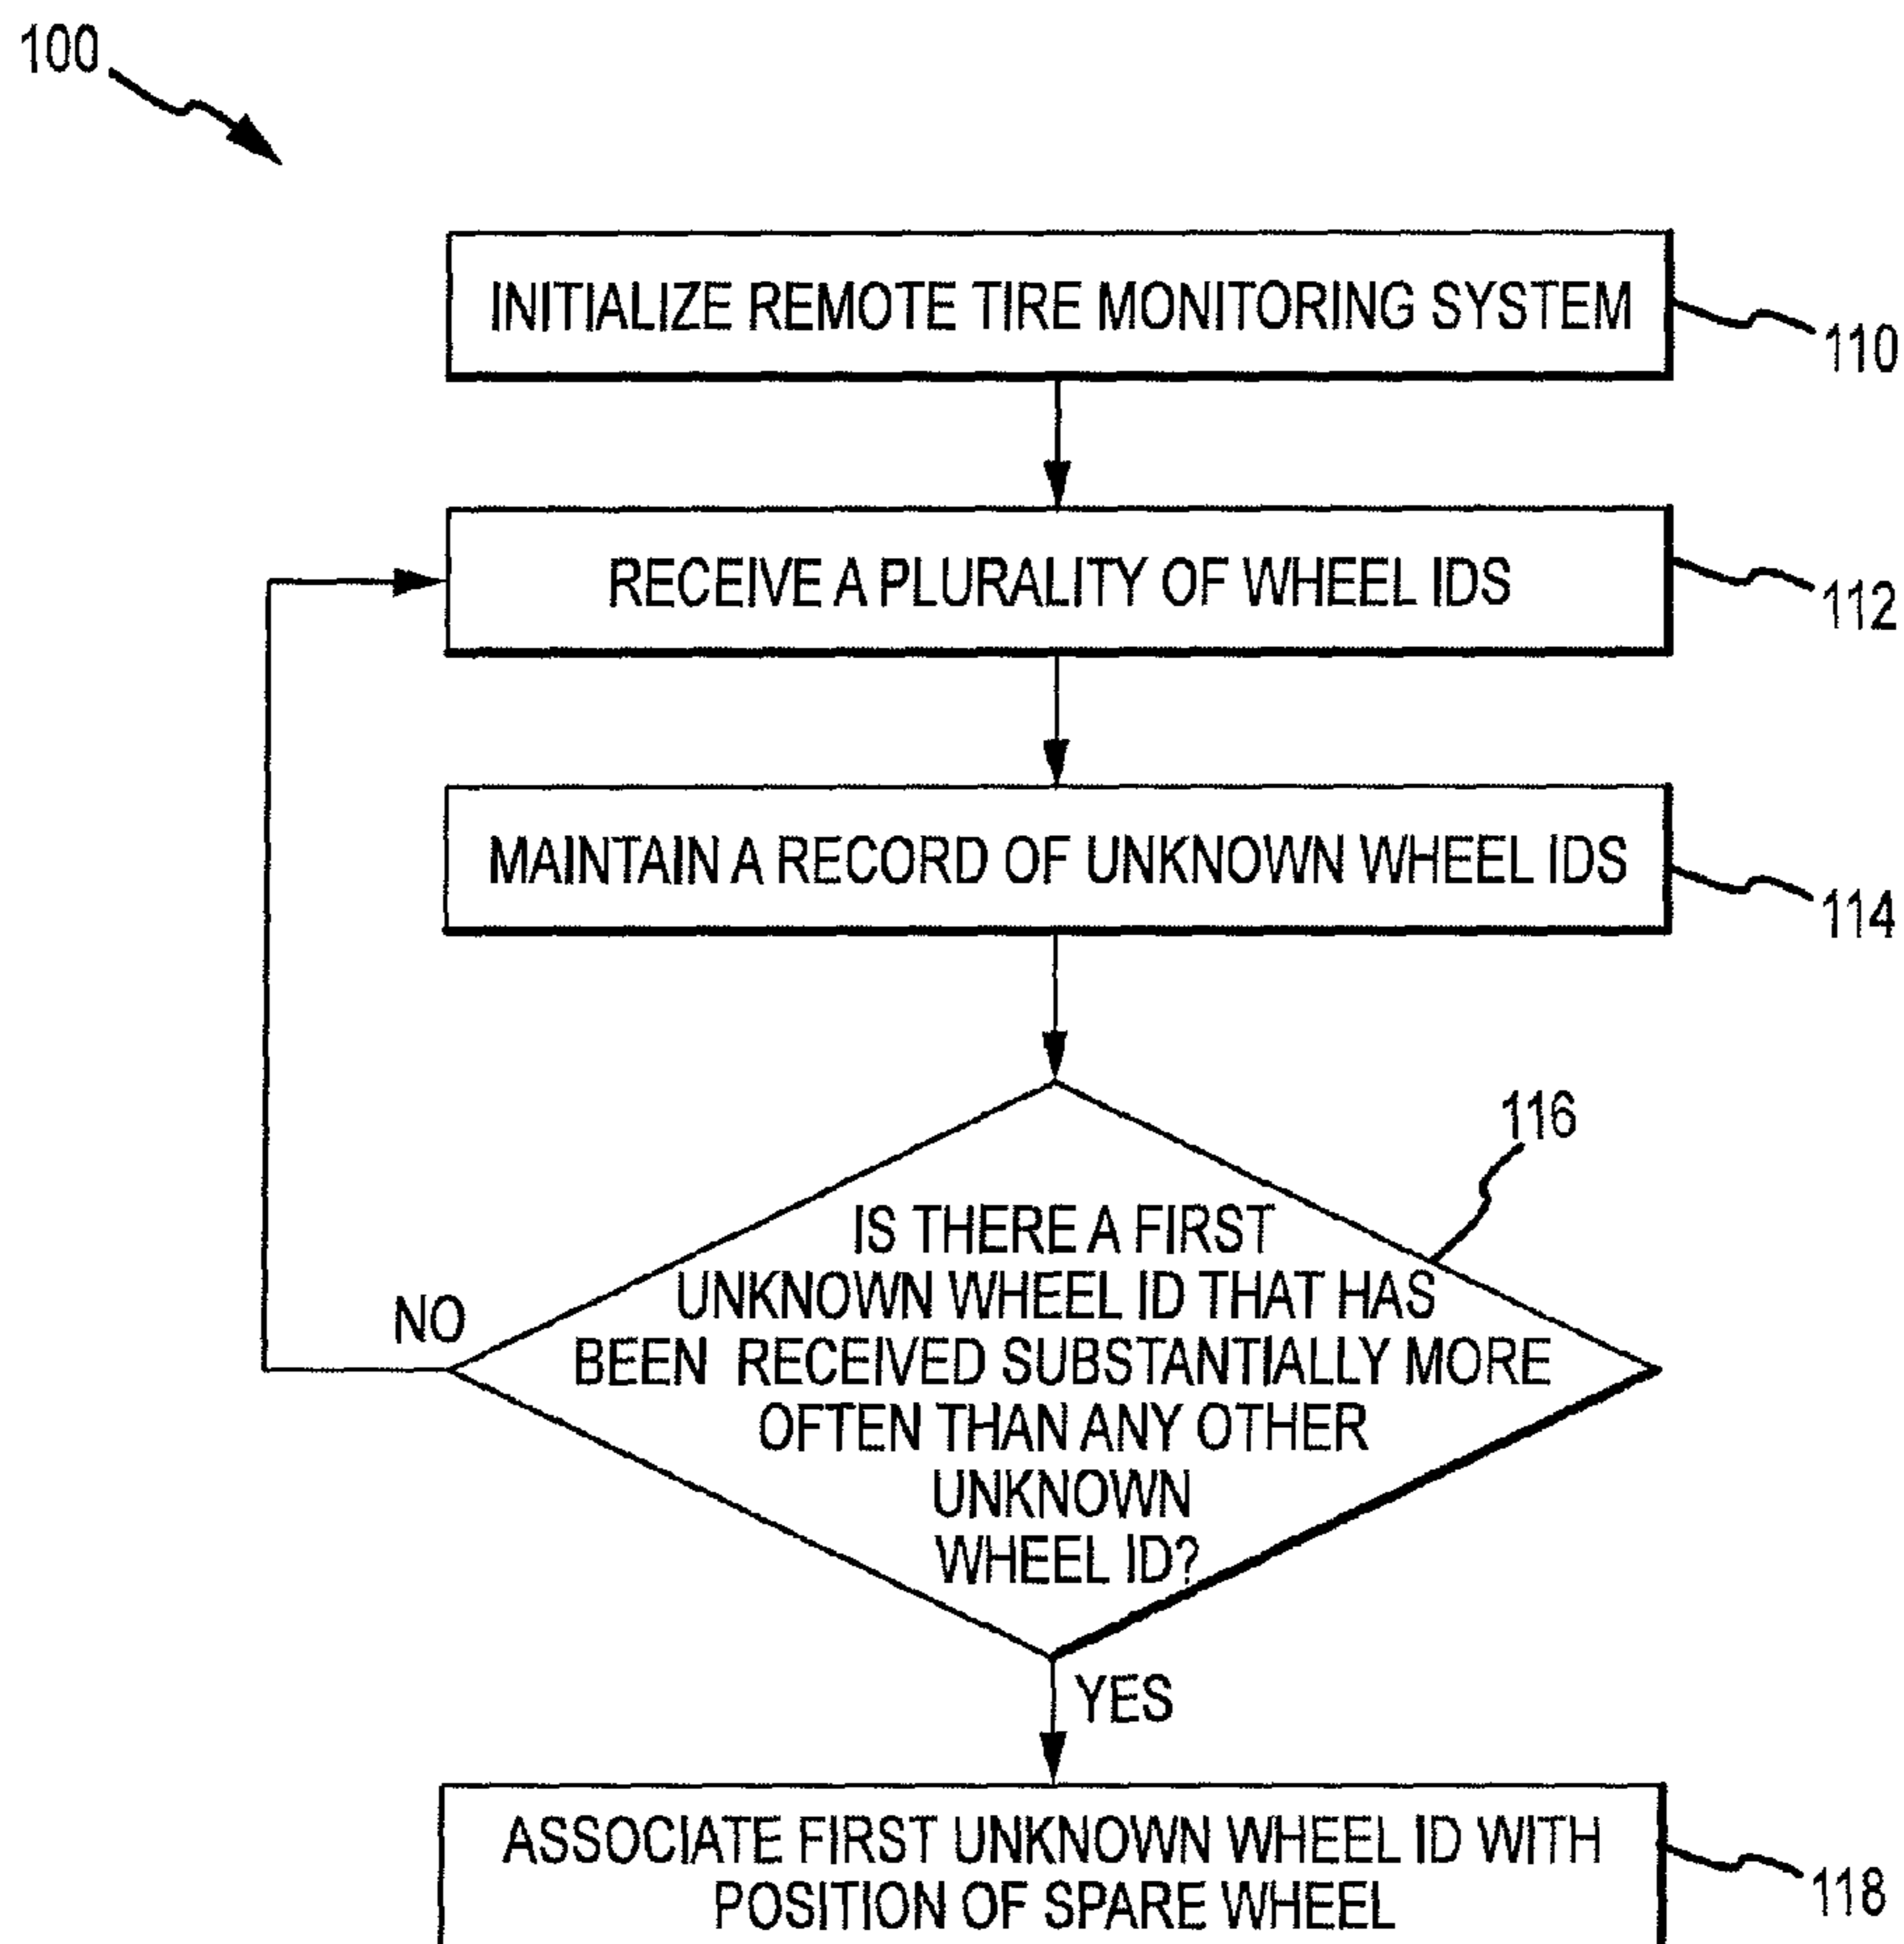 100
INITIALIZE REMOTE TIRE MONITORING SYSTEM
110
RECEIVE A PLURALITY OF WHEEL IDS
112
MAINTAIN A RECORD OF UNKNOWN WHEEL IDS
114
116
IS THERE A FIRST
UNKNOWN WHEEL ID THAT HAS
BEEN RECEIVED SUBSTANTIALLY MORE
OFTEN THAN ANY OTHER
UNKNOWN
WHEEL ID?
NO
YES
ASSOCIATE FIRST UNKNOWN WHEEL ID WITH
POSITION OF SPARE WHEEL
118